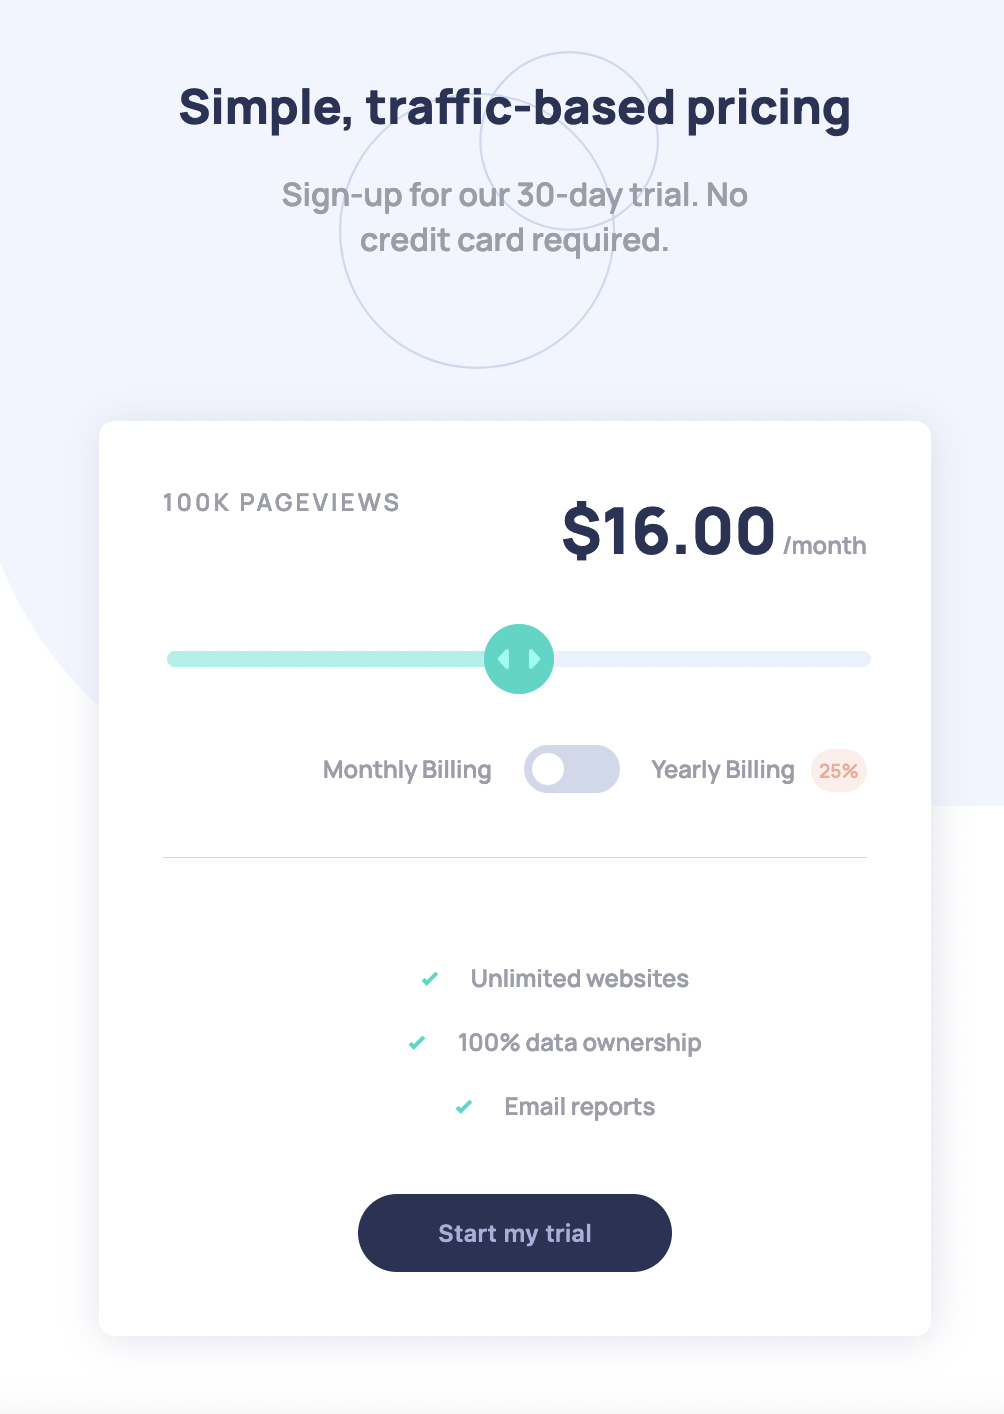 Simple, traffic-based pricing
Sign-up for our 30-day trial. No
credit card required.
100K PAGEVIEWS
$16.00 /month
Monthly Billing
Yearly Billing 25%
Unlimited websites
100% data ownership
Email reports
Start my trial